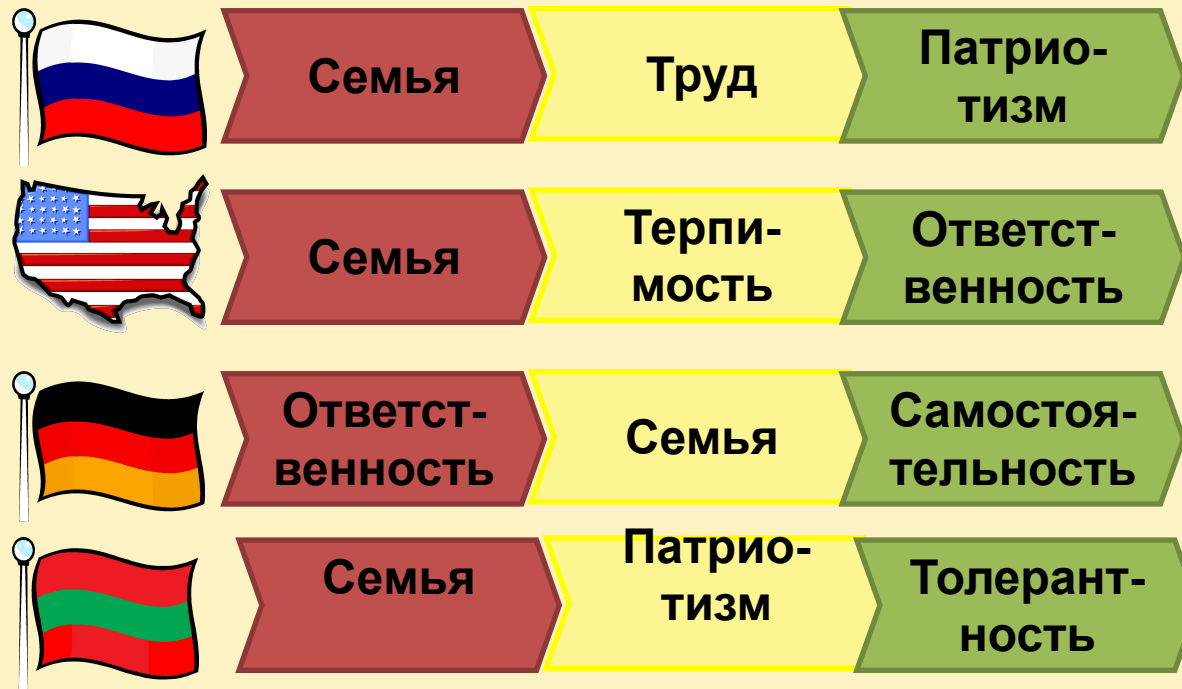 Семья
Труд
Патрио-
тизм
Семья
Терпи-
мость
Ответст-
венность
Ответст-
венность
Семья
Самостоя-
тельность
Семья
Патрио-
тизм
Толерант-
ность